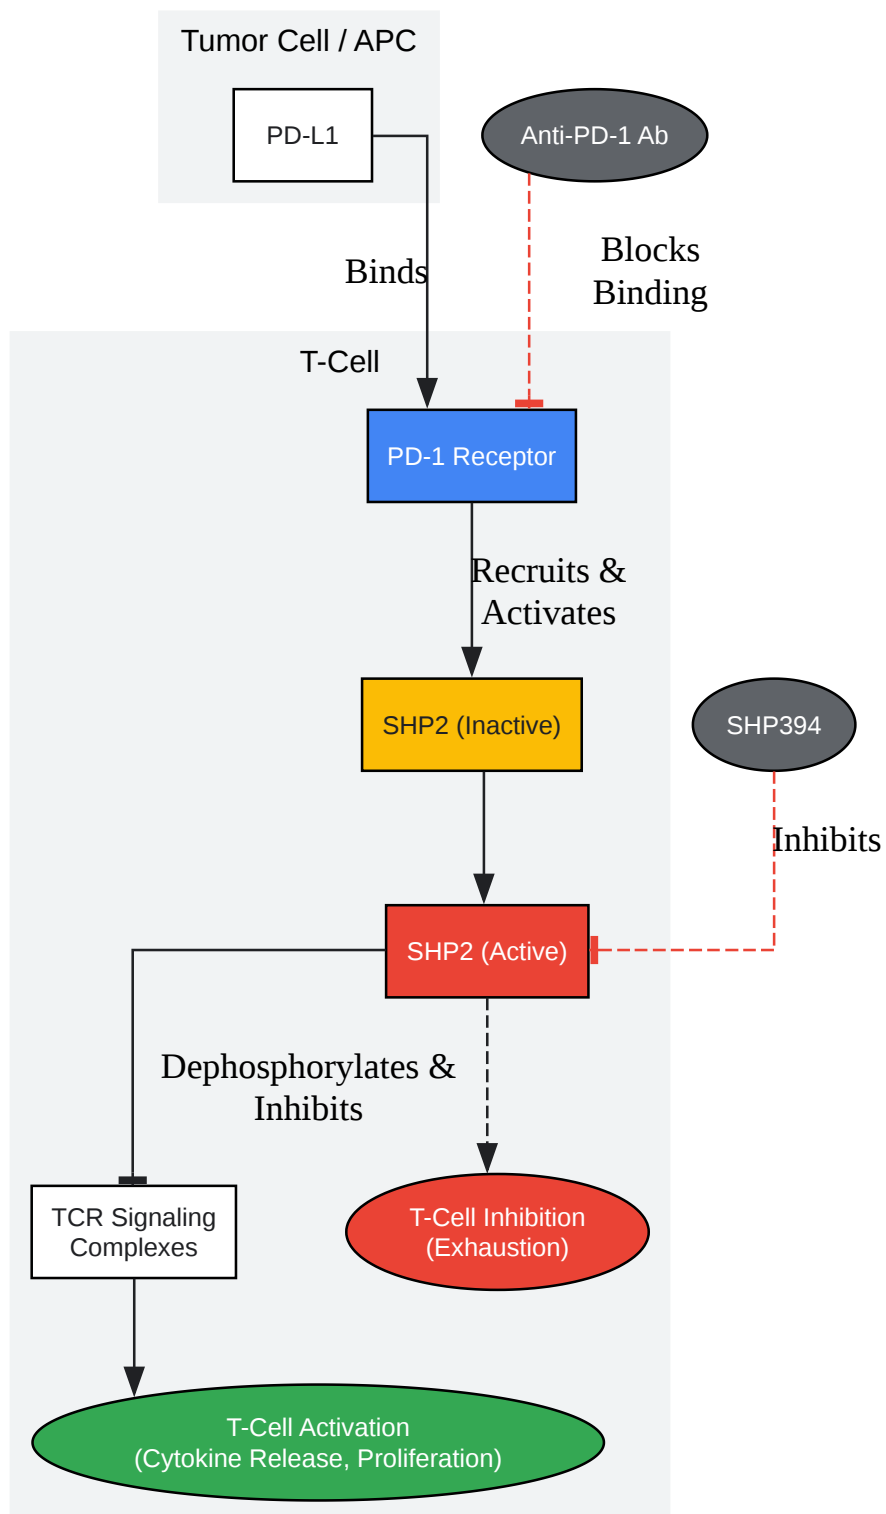 Tumor Cell / APC
PD-L1
Anti-PD-1 Ab
Binds
Blocks
Binding
T-Cell
PD-1 Receptor
Recruits &
Activates
SHP2 (Inactive)
SHP394
Inhibits
SHP2 (Active)
Dephosphorylates &
Inhibits
TCR Signaling
Complexes
T-Cell Inhibition
(Exhaustion)
T-Cell Activation
(Cytokine Release, Proliferation)